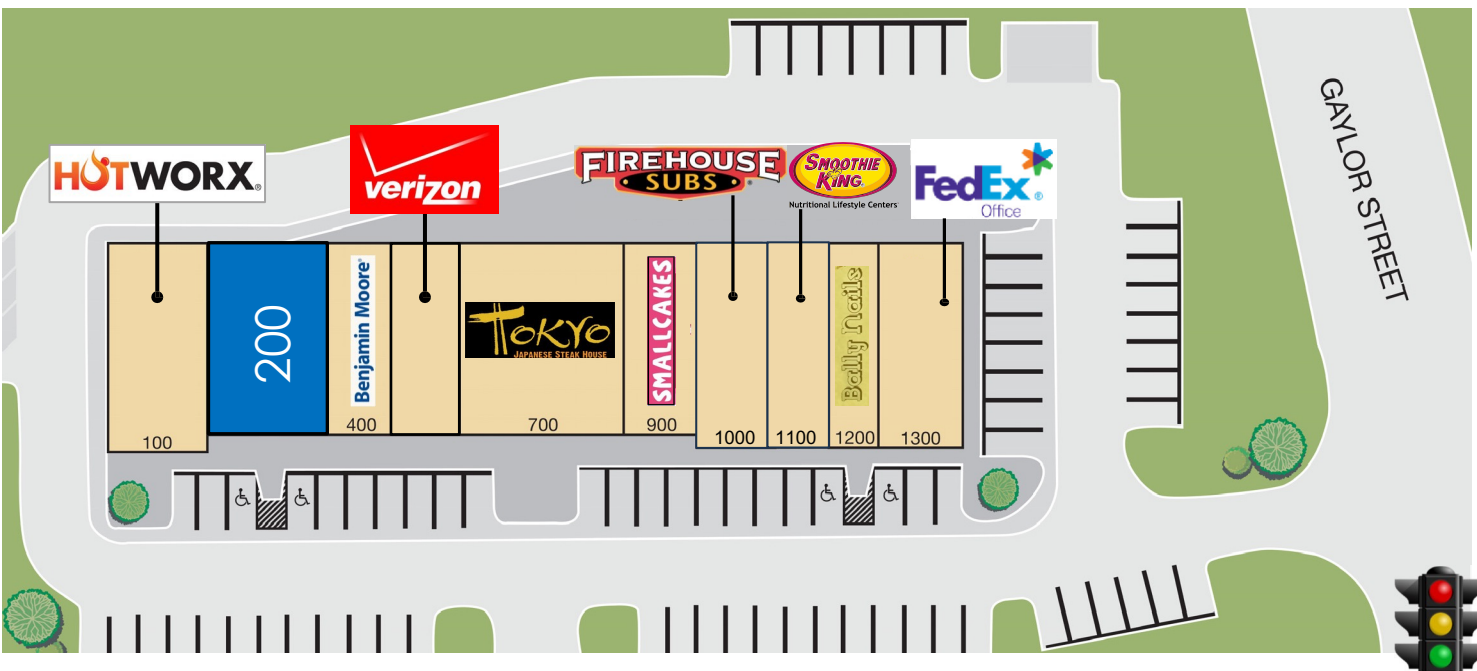 HOTWORX®
verizon
FIREHOUSE
SUBS®
SMOOTHIE
KING®
Nutritional Lifestyle Centers
FedEx®
Office
GAYLOR STREET
200
Benjamin Moore®
TOKYO
JAPANESE STEAK HOUSE
SMALLCAKES
Bally Nails
100
400
700
900
1000
1100
1200
1300